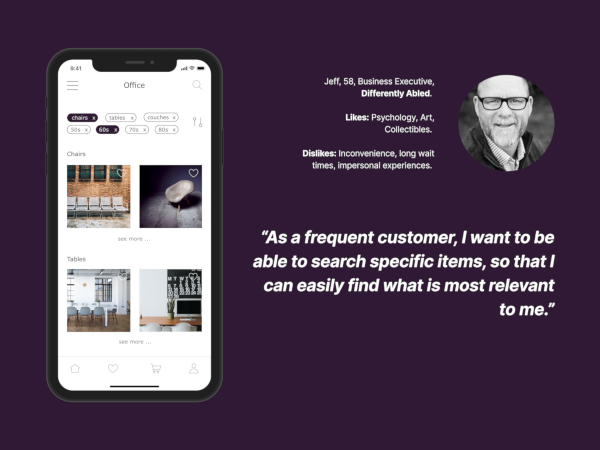 9:41
Office
chairs x
tables x
couches x
50s x
60s x
70s x
80s x
Chairs
see more ...
Tables
M T W T
see more ...
Jeff, 58, Business Executive,
Differently Abled.
Likes: Psychology, Art,
Collectibles.
Dislikes: Inconvenience, long wait
times, impersonal experiences.
“As a frequent customer, I want to be
able to search specific items, so that I
can easily find what is most relevant
to me.”